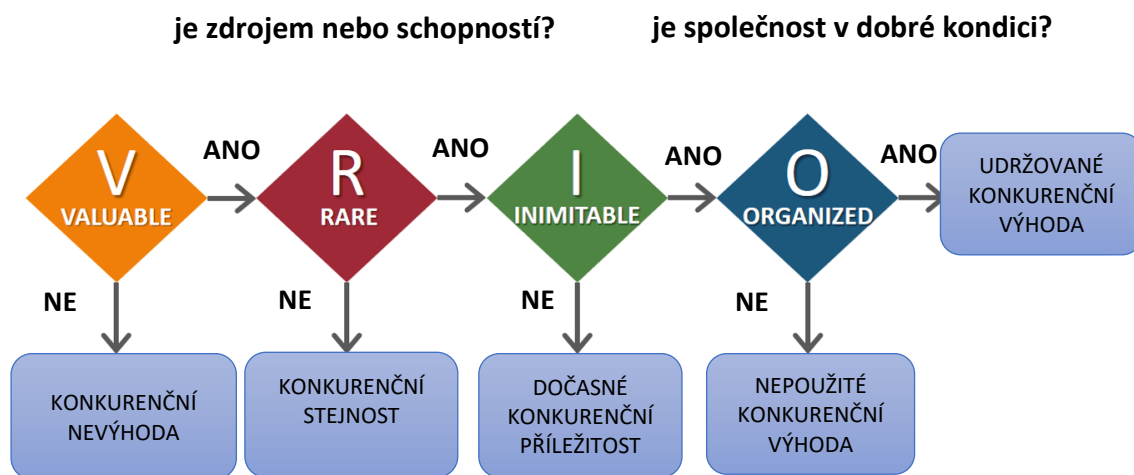 je zdrojem nebo schopností?
je společnost v dobré kondici?
V
VALUABLE
ANO
R
RARE
ANO
I
INIMITABLE
ANO
O
ORGANIZED
ANO
UDRŽOVANÉ
KONKURENČNÍ
VÝHODA
NE
NE
NE
NE
KONKURENČNÍ
NEVÝHODA
KONKURENČNÍ
STEJNOST
DOČASNÉ
KONKURENČNÍ
PŘÍLEŽITOST
NEPOUŽITÉ
KONKURENČNÍ
VÝHODA